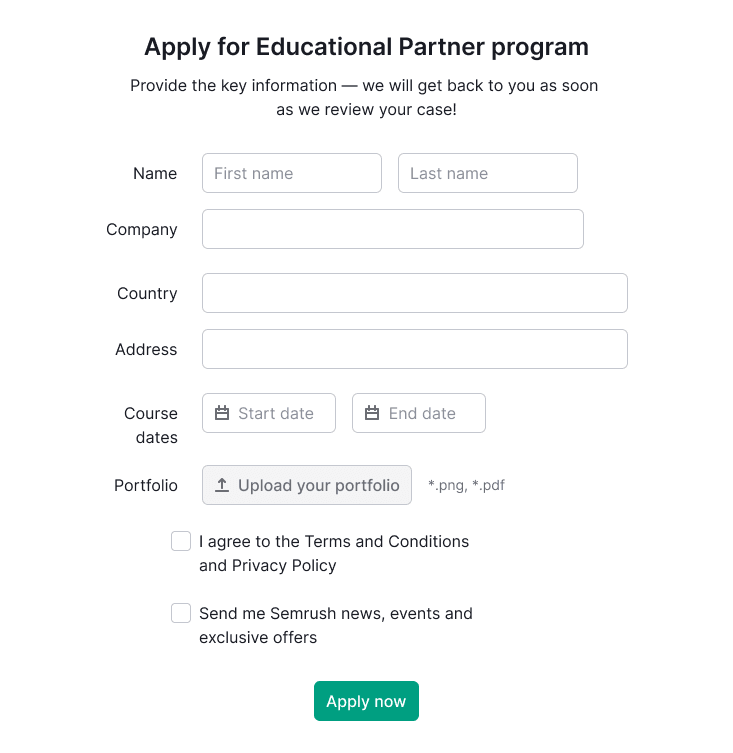 Apply for Educational Partner program
Provide the key information — we will get back to you as soon
as we review your case!
Name First name Last name
Company
Country
Address
Course dates Start date End date
Portfolio Upload your portfolio *.png, *.pdf
I agree to the Terms and Conditions
and Privacy Policy
Send me Semrush news, events and
exclusive offers
Apply now